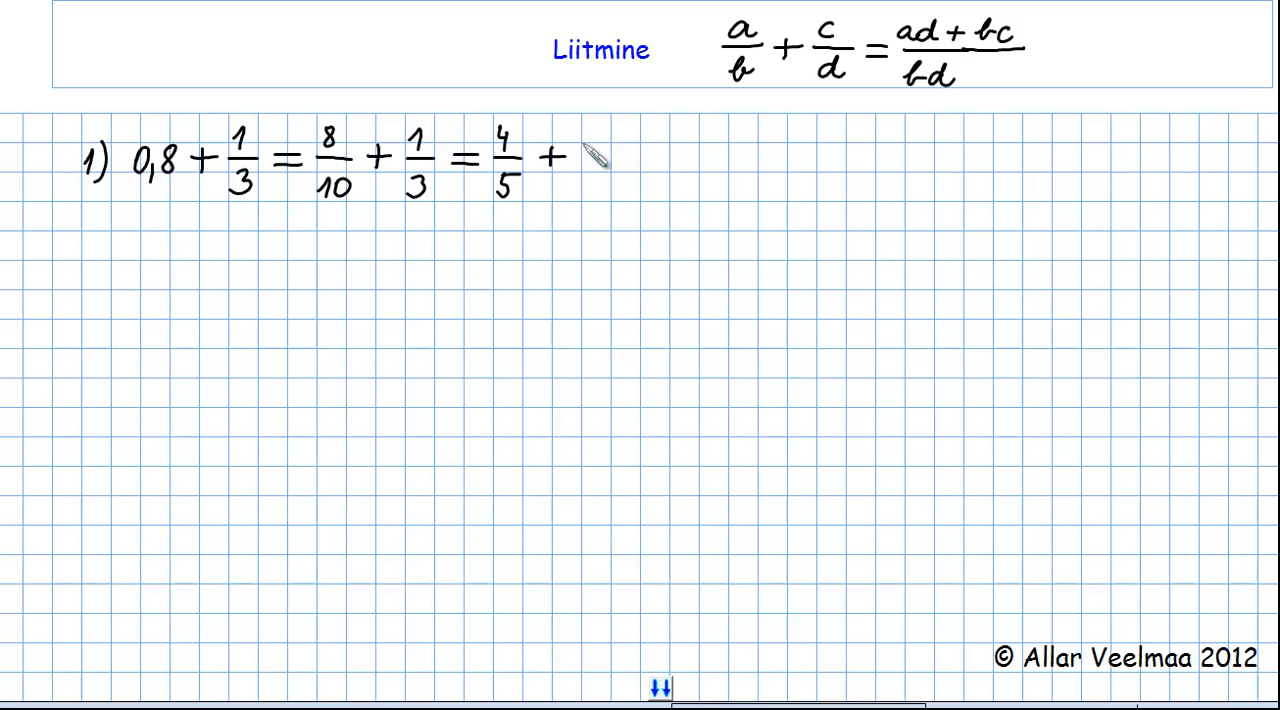 Liitmine a/b + c/d = (ad + bc)/(bd)
1) 0,8 + 1/3 = 8/10 + 1/3 = 4/5 +
© Allar Veelmaa 2012